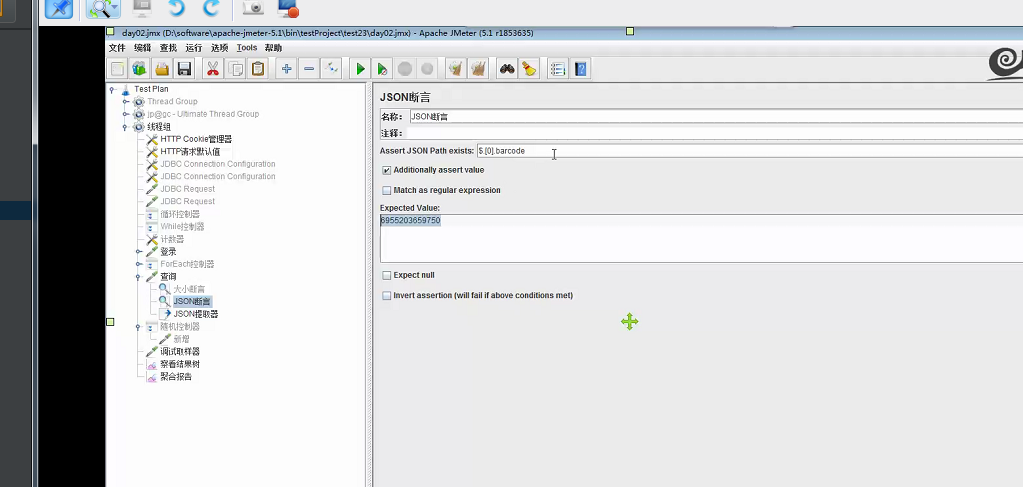 day02.jmx (D:\software\apache-jmeter-5.1\bin\testProject\test23\day02.jmx) - Apache JMeter (5.1 r1853635)
文件 编辑 查找 运行 选项 Tools 帮助
Test Plan
Thread Group
jp@gc - Ultimate Thread Group
线程组
HTTP Cookie管理器
HTTP请求默认值
JDBC Connection Configuration
JDBC Connection Configuration
JDBC Request
JDBC Request
循环控制器
While控制器
计数器
登录
ForEach控制器
查询
大小断言
JSON断言
JSON提取器
随机控制器
新增
调试取样器
察看结果树
聚合报告
JSON断言
名称: JSON断言
注释:
Assert JSON Path exists: $.[0].barcode
Additionally assert value
Match as regular expression
Expected Value:
6955203659750
Expect null
Invert assertion (will fail if above conditions met)